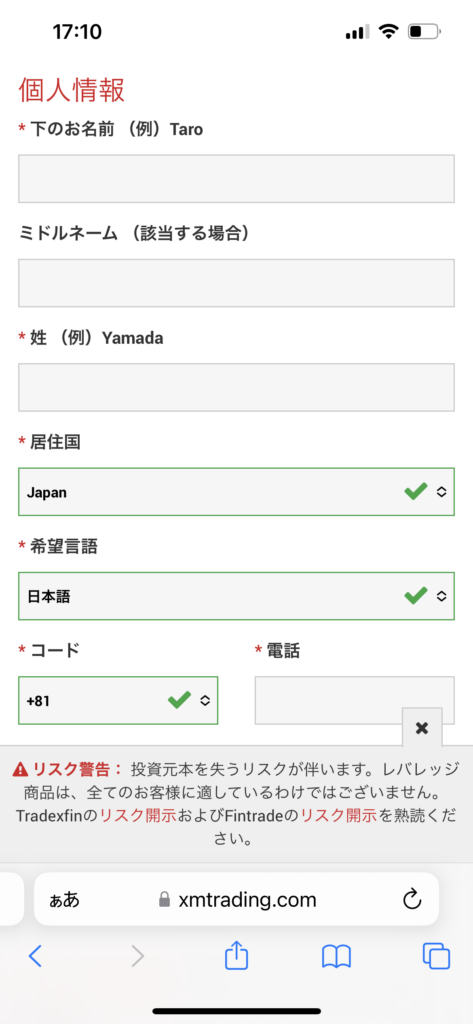 17:10
個人情報
* 下のお名前 （例）Taro
ミドルネーム （該当する場合）
* 姓 （例）Yamada
* 居住国
Japan
* 希望言語
日本語
* コード
* 電話
+81
リスク警告： 投資元本を失うリスクが伴います。レバレッジ
商品は、全てのお客様に適しているわけではございません。
Tradexfinのリスク開示およびFintradeのリスク開示を熟読くだ
さい。
ぁあ
xmtrading.com